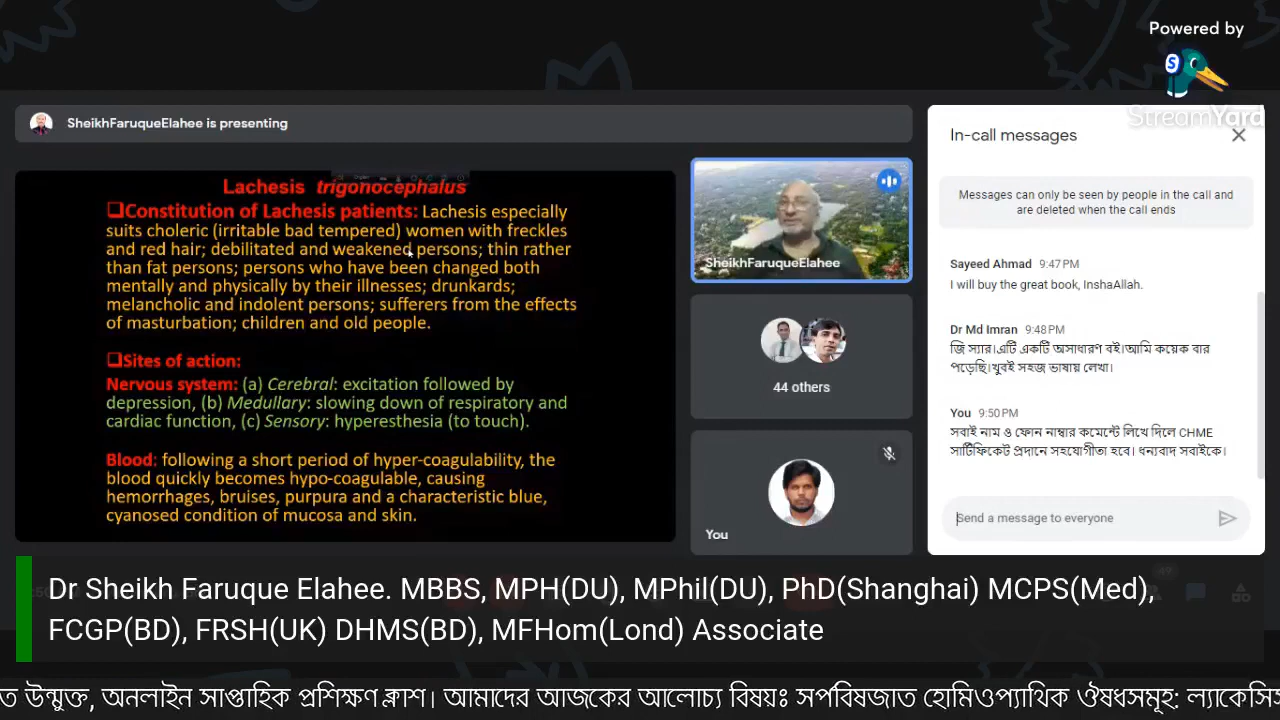 Powered by
StreamYard
SheikhFaruqueElahee is presenting
Lachesis trigonocephalus
❑Constitution of Lachesis patients: Lachesis especially
suits choleric (irritable bad tempered) women with freckles
and red hair; debilitated and weakened persons; thin rather
than fat persons; persons who have been changed both
mentally and physically by their illnesses; drunkards;
melancholic and indolent persons; sufferers from the effects
of masturbation; children and old people.
❑Sites of action:
Nervous system: (a) Cerebral: excitation followed by
depression, (b) Medullary: slowing down of respiratory and
cardiac function, (c) Sensory: hyperesthesia (to touch).
Blood: following a short period of hyper-coagulability, the
blood quickly becomes hypo-coagulable, causing
hemorrhages, bruises, purpura and a characteristic blue,
cyanosed condition of mucosa and skin.
SheikhFaruqueElahee
44 others
You
In-call messages
Messages can only be seen by people in the call and
are deleted when the call ends
Sayeed Ahmad 9:47 PM
I will buy the great book, InshaAllah.
Dr Md Imran 9:48 PM
জি স্যার।এটি একটি অসাধারণ বই।আমি কয়েক বার
পড়েছি।খুবই সহজ ভাষায় লেখা।
You 9:50 PM
সবাই নাম ও ফোন নাম্বার কমেন্টে লিখে দিলে CHME
সার্টিফিকেট প্রদানে সহযোগীতা হবে। ধন্যবাদ সবাইকে।
Send a message to everyone
49
Dr Sheikh Faruque Elahee. MBBS, MPH(DU), MPhil(DU), PhD(Shanghai) MCPS(Med),
FCGP(BD), FRSH(UK) DHMS(BD), MFHom(Lond) Associate
ত উন্মুক্ত, অনলাইন সাপ্তাহিক প্রশিক্ষণ ক্লাশ। আমাদের আজকের আলোচ্য বিষয়ঃ সর্পবিষজাত হোমিওপ্যাথিক ঔষধসমূহ: ল্যাকেসিস